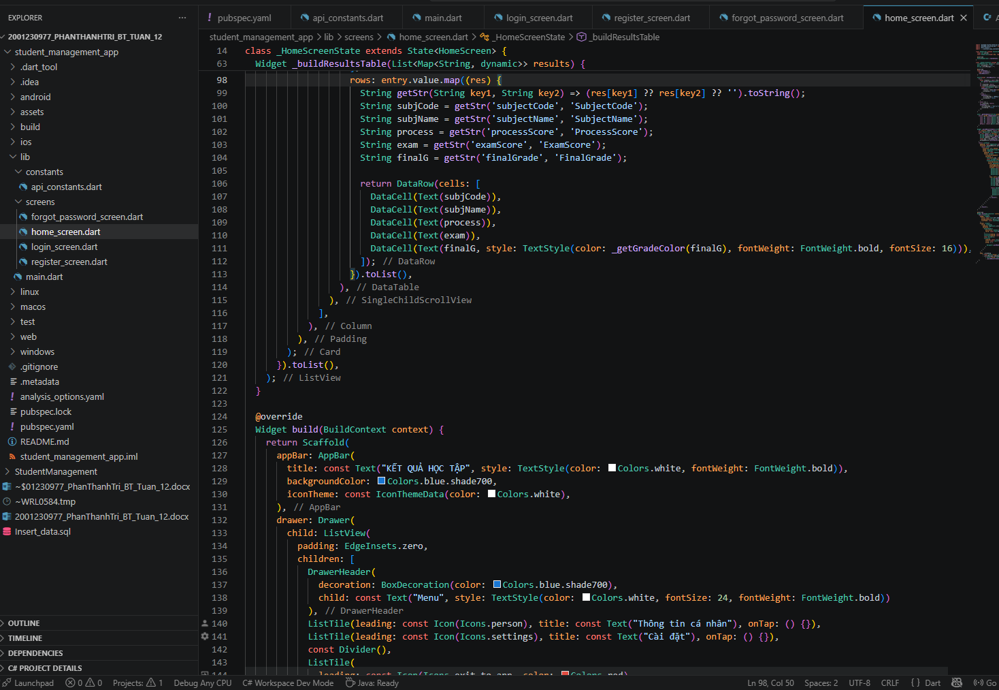 EXPLORER
2001230977_PHANTHANHTRI_BT_TUAN_12
student_management_app
.dart_tool
.idea
android
assets
build
ios
lib
constants
api_constants.dart
screens
forgot_password_screen.dart
home_screen.dart
login_screen.dart
register_screen.dart
main.dart
linux
macos
test
web
windows
.gitignore
.metadata
analysis_options.yaml
pubspec.lock
pubspec.yaml
README.md
student_management_app.iml
StudentManagement
~$01230977_PhanThanhTri_BT_Tuan_12.docx
~WRL0584.tmp
2001230977_PhanThanhTri_BT_Tuan_12.docx
Insert_data.sql
OUTLINE
TIMELINE
DEPENDENCIES
C# PROJECT DETAILS
pubspec.yaml api_constants.dart main.dart login_screen.dart register_screen.dart forgot_password_screen.dart home_screen.dart
student_management_app > lib > screens > home_screen.dart > _HomeScreenState > _buildResultsTable
14 class _HomeScreenState extends State<HomeScreen> {
63 Widget _buildResultsTable(List<Map<String, dynamic>> results) {
98 rows: entry.value.map((res) {
99 String getStr(String key1, String key2) => (res[key1] ?? res[key2] ?? '').toString();
100 String subjCode = getStr('subjectCode', 'SubjectCode');
101 String subjName = getStr('subjectName', 'SubjectName');
102 String process = getStr('processScore', 'ProcessScore');
103 String exam = getStr('examScore', 'ExamScore');
104 String finalG = getStr('finalGrade', 'FinalGrade');
105
106 return DataRow(cells: [
107 DataCell(Text(subjCode)),
108 DataCell(Text(subjName)),
109 DataCell(Text(process)),
110 DataCell(Text(exam)),
111 DataCell(Text(finalG, style: TextStyle(color: _getGradeColor(finalG), fontWeight: FontWeight.bold, fontSize: 16))),
112 ]); // DataRow
113 }).toList(),
114 ), // DataTable
115 ), // SingleChildScrollView
116 ],
117 ), // Column
118 ), // Padding
119 ); // Card
120 }).toList(),
121 ); // ListView
122 }
123
124 @override
125 Widget build(BuildContext context) {
126 return Scaffold(
127 appBar: AppBar(
128 title: const Text("KẾT QUẢ HỌC TẬP", style: TextStyle(color: Colors.white, fontWeight: FontWeight.bold)),
129 backgroundColor: Colors.blue.shade700,
130 iconTheme: const IconThemeData(color: Colors.white),
131 ), // AppBar
132 drawer: Drawer(
133 child: ListView(
134 padding: EdgeInsets.zero,
135 children: [
136 DrawerHeader(
137 decoration: BoxDecoration(color: Colors.blue.shade700),
138 child: const Text("Menu", style: TextStyle(color: Colors.white, fontSize: 24, fontWeight: FontWeight.bold))
139 ), // DrawerHeader
140 ListTile(leading: const Icon(Icons.person), title: const Text("Thông tin cá nhân"), onTap: () {}),
141 ListTile(leading: const Icon(Icons.settings), title: const Text("Cài đặt"), onTap: () {}),
142 const Divider(),
143 ListTile(
144 leading: const Icon(Icons.exit_to_app, color: Colors.red)
Launchpad 0 0 Projects: 1 Debug Any CPU C# Workspace Dev Mode Java: Ready Ln 98, Col 50 Spaces: 2 UTF-8 CRLF { } Dart Go